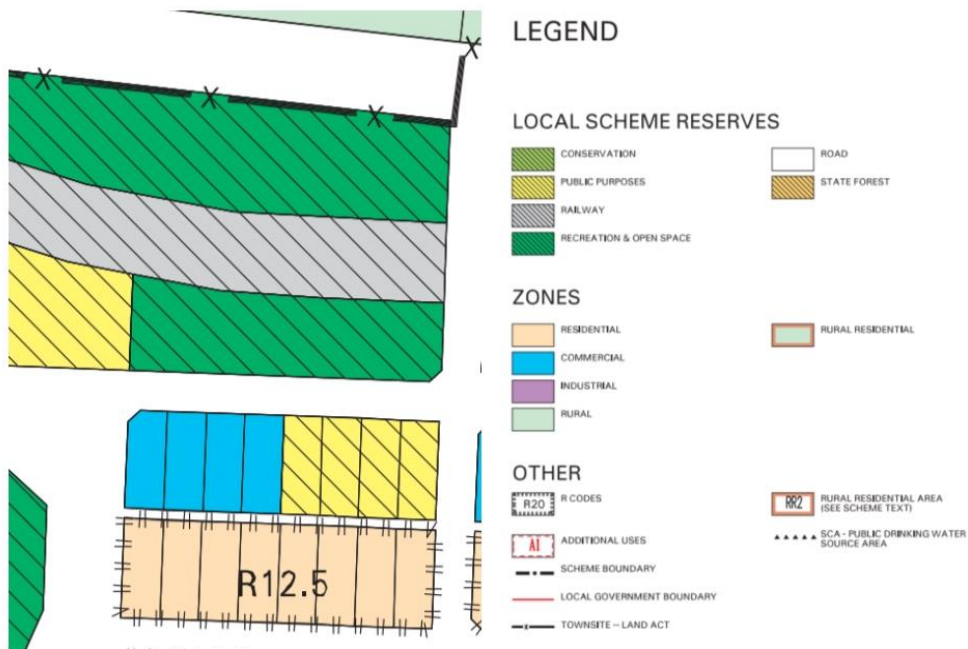 LEGEND
LOCAL SCHEME RESERVES
CONSERVATION
PUBLIC PURPOSES
RAILWAY
RECREATION & OPEN SPACE
ROAD
STATE FOREST
ZONES
RESIDENTIAL
COMMERCIAL
INDUSTRIAL
RURAL
RURAL RESIDENTIAL
OTHER
R20 R CODES
AI ADDITIONAL USES
SCHEME BOUNDARY
LOCAL GOVERNMENT BOUNDARY
TOWNSITE - LAND ACT
RR2 RURAL RESIDENTIAL AREA
(SEE SCHEME TEXT)
SCA - PUBLIC DRINKING WATER
SOURCE AREA
R12.5